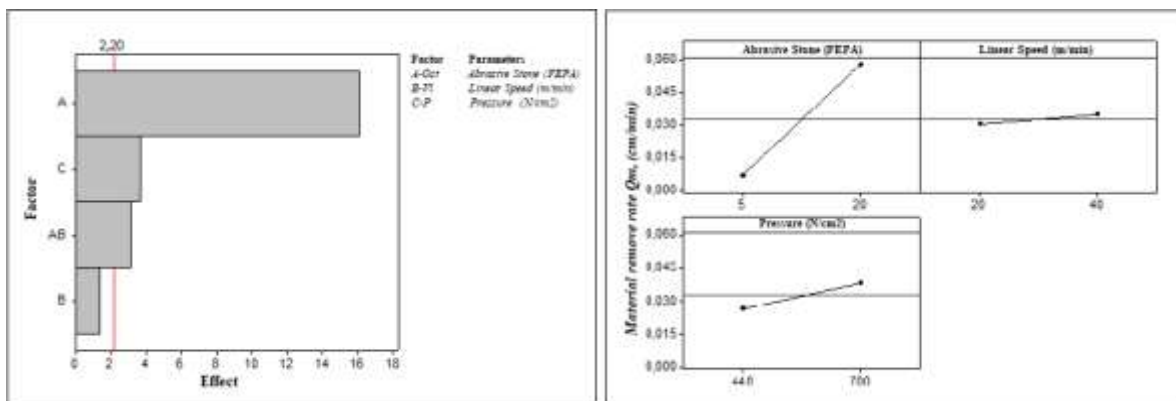 2,20
Factor Parameter:
A-Gsr Abrasive Stone (FEPA)
B-Vl Linear Speed (m/min)
C-P Pressure (N/cm2)
Factor
A
C
AB
B
0 2 4 6 8 10 12 14 16 18
Effect
Material remove rate Qm, (cm/min)
Abrasive Stone (FEPA) Linear Speed (m/min)
0,060
0,045
0,030
0,015
0,000
5 20 20 40
Pressure (N/cm2)
0,060
0,045
0,030
0,015
0,000
440 700